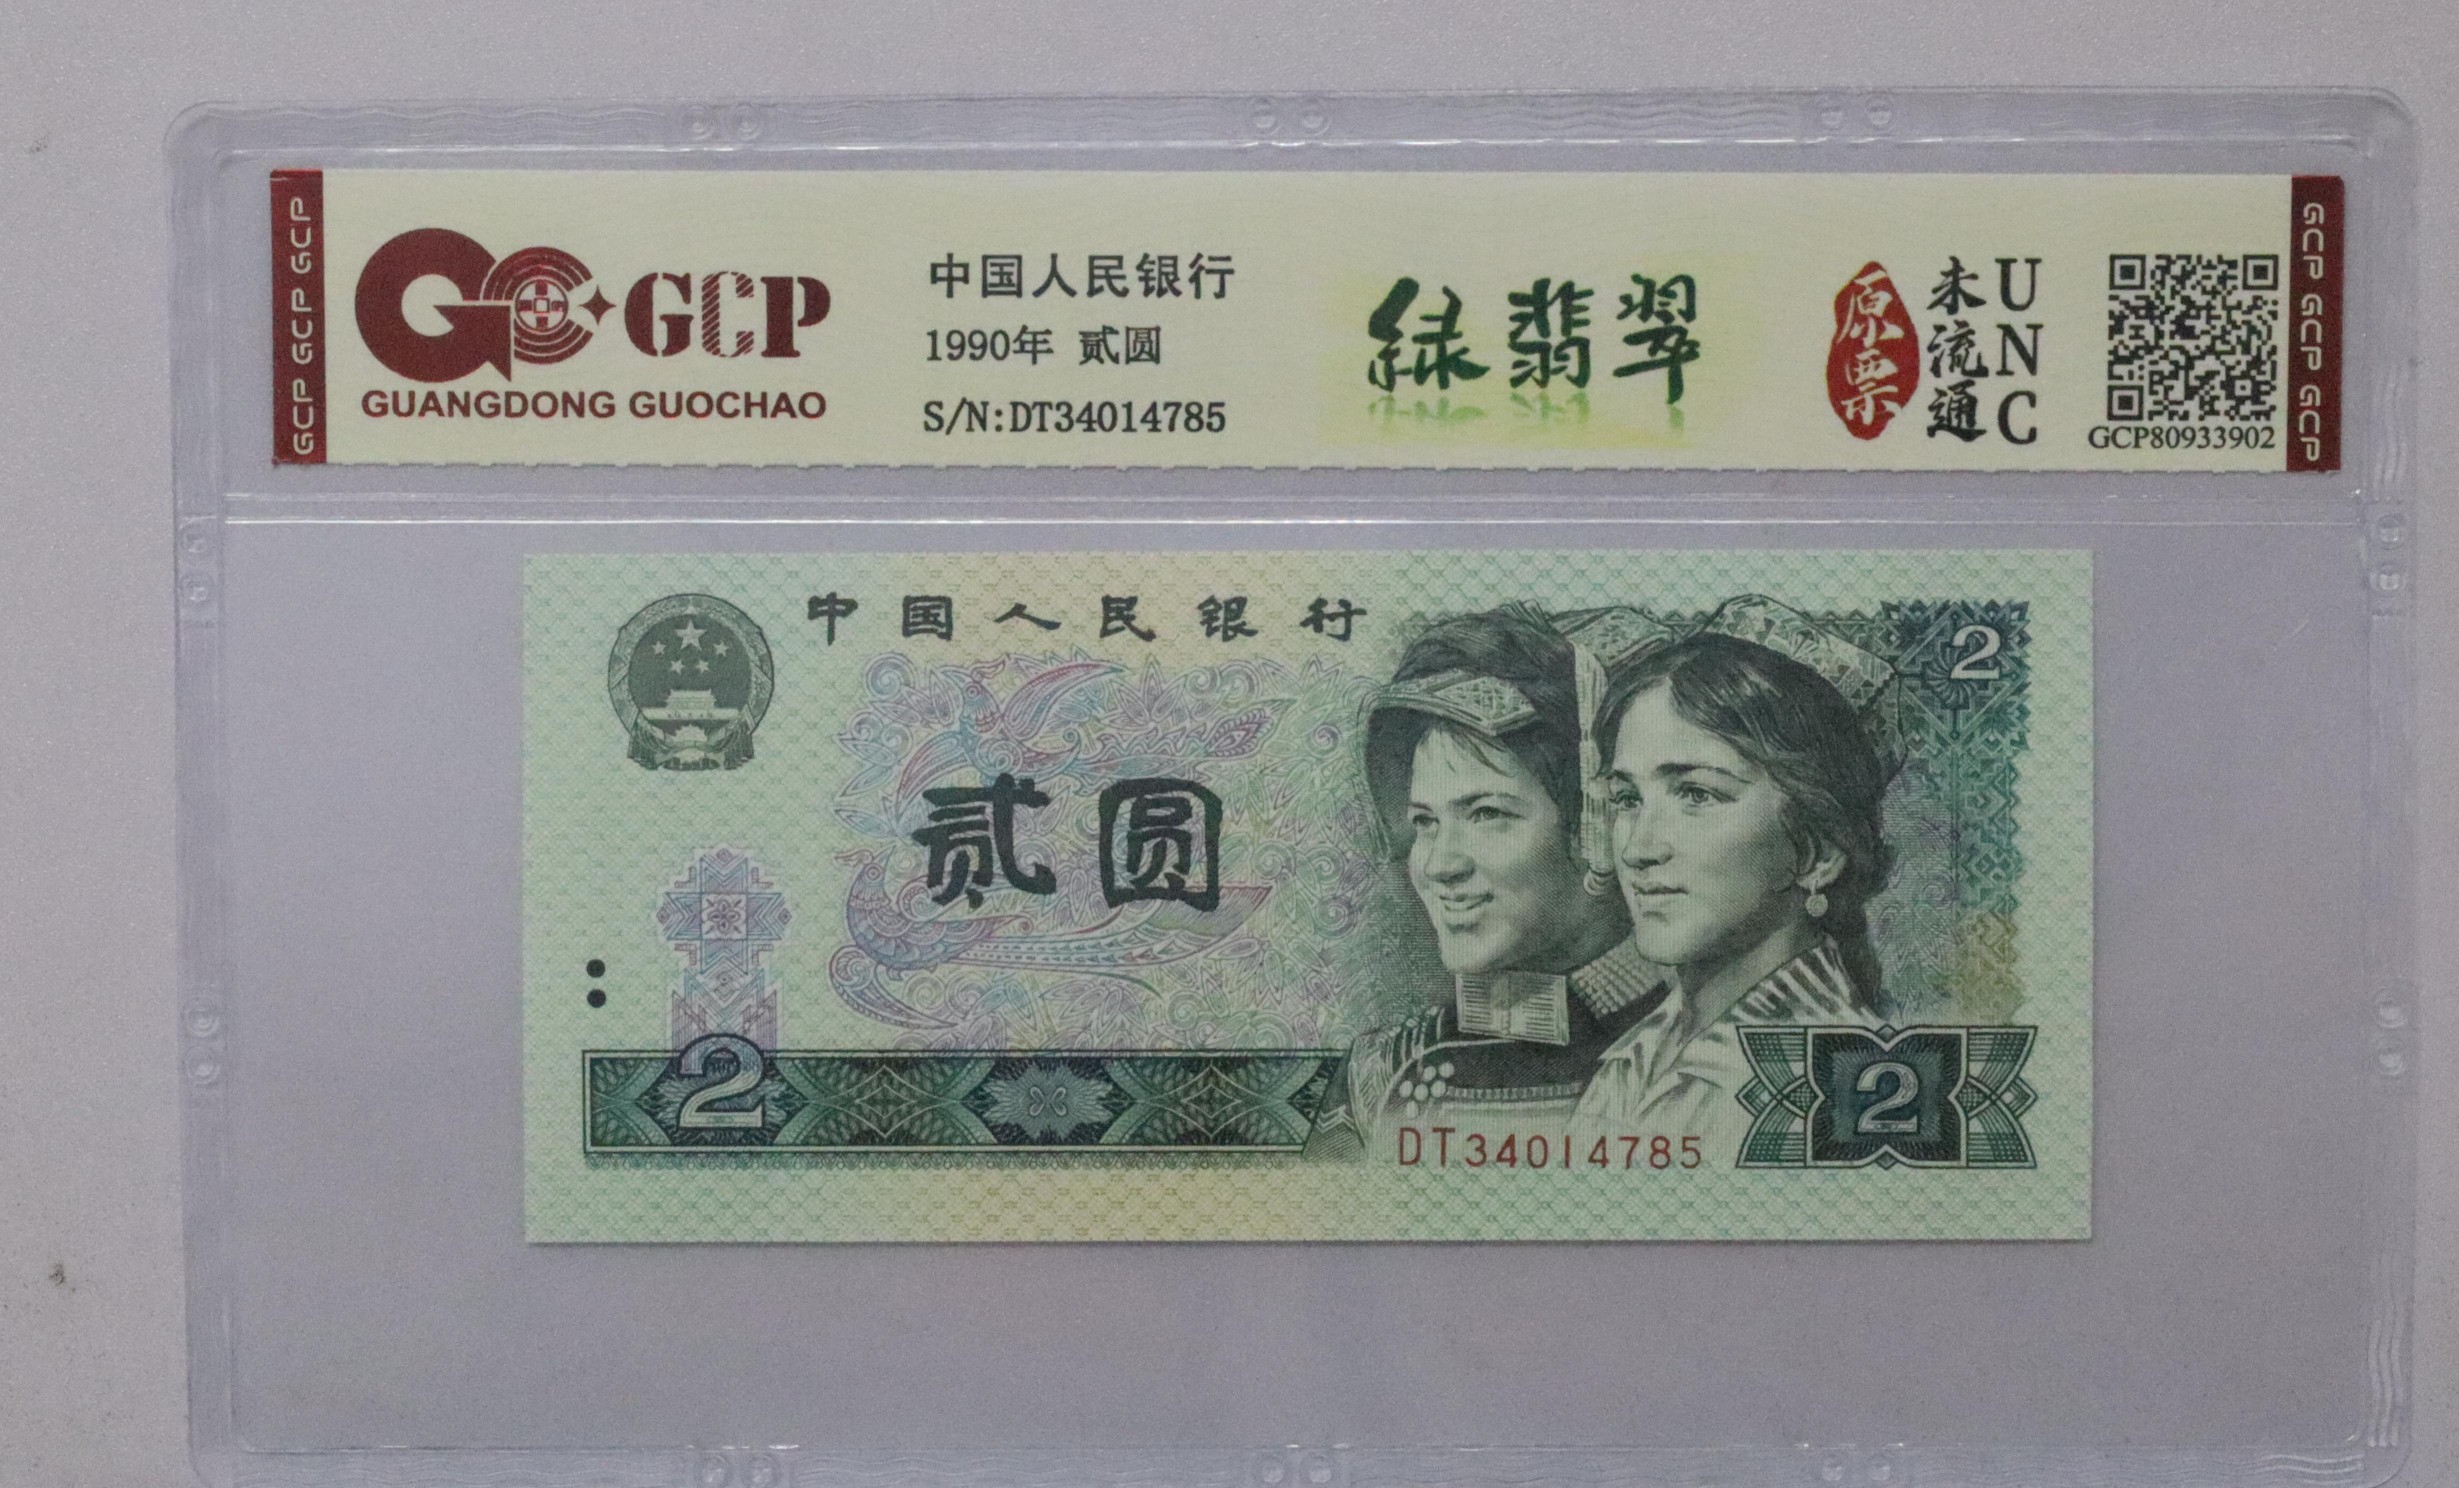 GCP GCP GCP
GCP
GUANGDONG GUOCHAO
中国人民银行
1990年 贰圆
S/N:DT34014785
緑翡翠
原票
未流通
UNC
GCP80933902
GCP GCP GCP
中国人民银行
2
贰圆
2
2
DT34014785